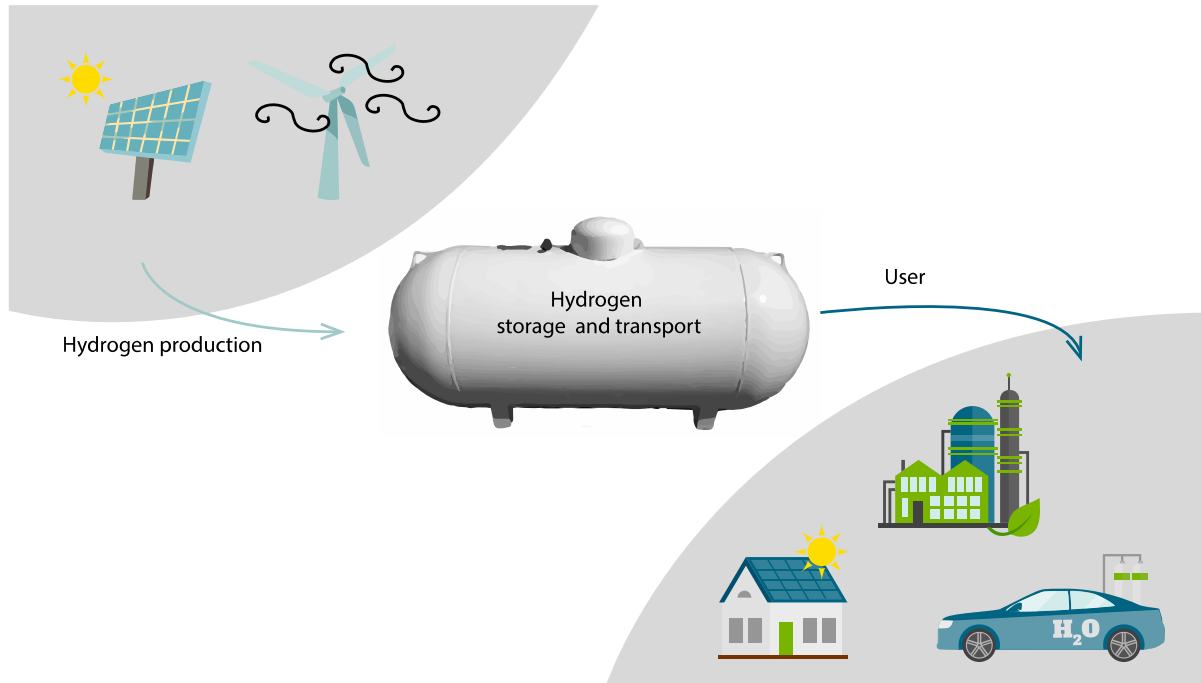 Hydrogen production
Hydrogen
storage and transport
User
H₂O